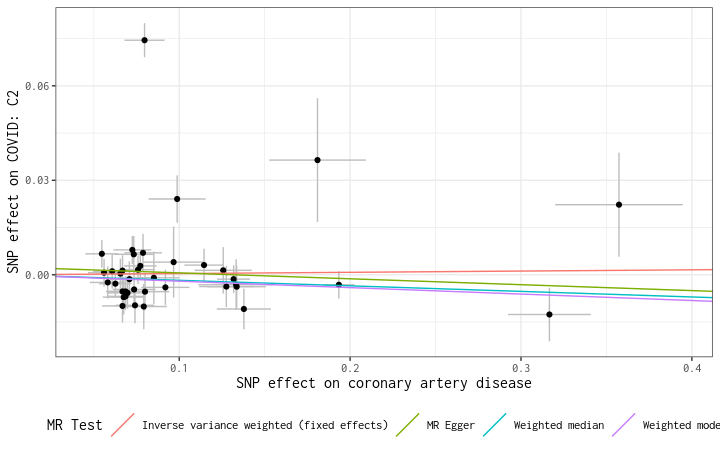 SNP effect on COVID: C2
0.06
0.03
0.00
0.1
0.2
0.3
0.4
SNP effect on coronary artery disease
MR Test
Inverse variance weighted (fixed effects)
MR Egger
Weighted median
Weighted mode